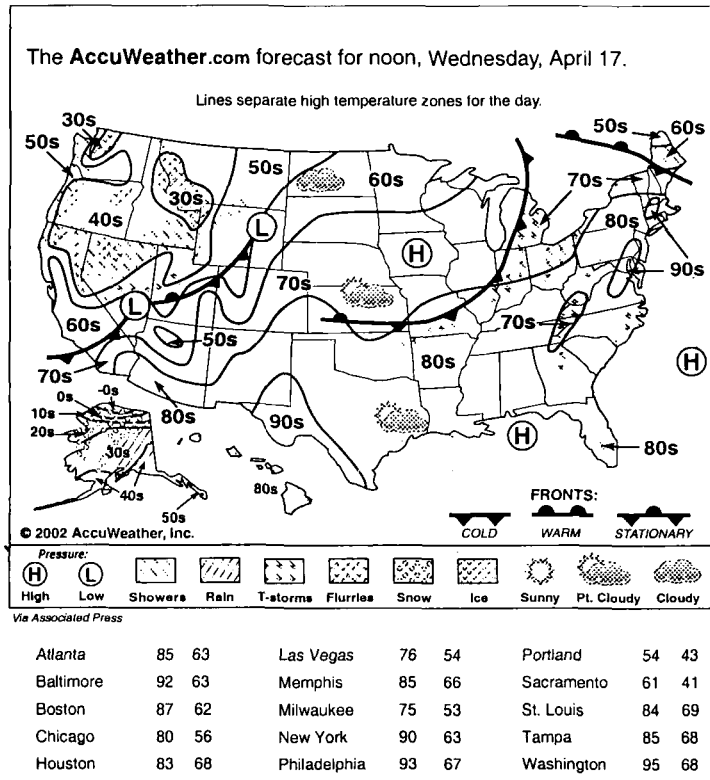 The AccuWeather.com forecast for noon, Wednesday, April 17.
Lines separate high temperature zones for the day.
30s
50s
60s
50s
50s
60s
70s
30s
40s
80s
L
H
90s
70s
L
70s
60s
50s
80s
H
70s
0s
-0s
10s
80s
90s
H
20s
30s
80s
40s
80s
50s
FRONTS:
© 2002 AccuWeather, Inc.
COLD WARM STATIONARY
Pressure:
H L
High Low Showers Rain T-storms Flurries Snow Ice Sunny Pt. Cloudy Cloudy
Via Associated Press
Atlanta 85 63 Las Vegas 76 54 Portland 54 43
Baltimore 92 63 Memphis 85 66 Sacramento 61 41
Boston 87 62 Milwaukee 75 53 St. Louis 84 69
Chicago 80 56 New York 90 63 Tampa 85 68
Houston 83 68 Philadelphia 93 67 Washington 95 68